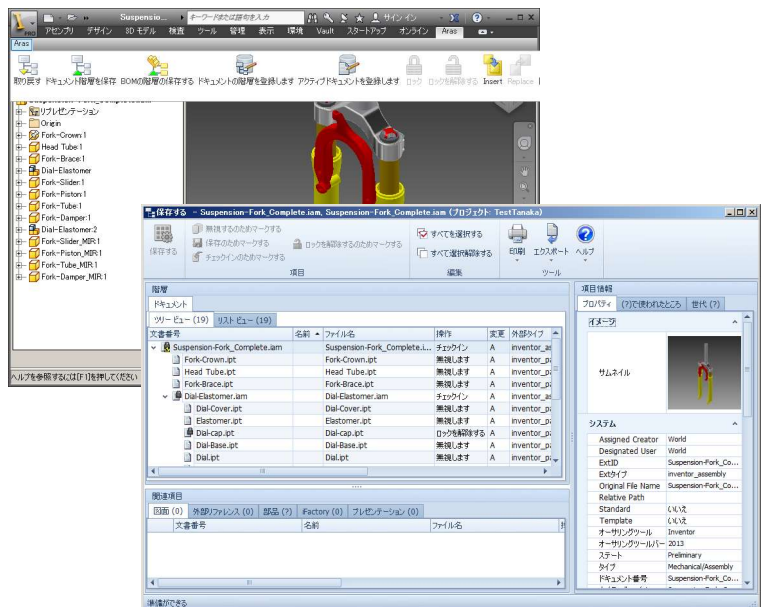 Suspensio...
キーワードまたは語句を入力
サインイン
PRO
アセンブリ デザイン 3D モデル 検査 ツール 管理 表示 環境 Vault スタートアップ オンライン Aras
Aras
取り戻す ドキュメント階層を保存 BOMの階層の保存する ドキュメントの階層を登録します アクティブドキュメントを登録します ロック ロックを解除する Insert Replace
リプレゼンテーション
Origin
Fork-Crown:1
Head Tube:1
Fork-Brace:1
Dial-Elastomer
Fork-Slider:1
Fork-Piston:1
Fork-Tube:1
Fork-Damper:1
Dial-Elastomer:2
Fork-Slider_MIR:1
Fork-Piston_MIR:1
Fork-Tube_MIR:1
Fork-Damper_MIR:1
ヘルプを参照するには[F1]を押してください
保存する - Suspension-Fork_Complete.iam, Suspension-Fork_Complete.iam (プロジェクト: TestTanaka)
保存する
無視するためマークする
保存のためマークする
チェックインのためマークする
ロックを解除するのためマークする
項目
すべてを選択する
すべて選択解除する
編集
印刷 エクスポート ヘルプ
ツール
階層
ドキュメント
ツリー ビュー (19) リスト ビュー (19)
文書番号 名前 ファイル名 操作 変更 外部タイプ
Suspension-Fork_Complete.iam Suspension-Fork_Complete.i... チェックイン A inventor_as
Fork-Crown.ipt Fork-Crown.ipt 無視します A inventor_pa
Head Tube.ipt Head Tube.ipt 無視します A inventor_pa
Fork-Brace.ipt Fork-Brace.ipt 無視します A inventor_pa
Dial-Elastomer.iam Dial-Elastomer.iam チェックイン A inventor_as
Dial-Cover.ipt Dial-Cover.ipt 無視します A inventor_pa
Elastomer.ipt Elastomer.ipt 無視します A inventor_pa
Dial-cap.ipt Dial-cap.ipt ロックを解除する A inventor_pa
Dial-Base.ipt Dial-Base.ipt 無視します A inventor_pa
Dial.ipt Dial.ipt 無視します A inventor_pa
関連項目
図面 (0) 外部リファレンス (0) 部品 (?) iFactory (0) プレゼンテーション (0)
文書番号 名前 ファイル名
準備ができる
項目情報
プロパティ (?)で使われたところ 世代 (?)
イメージ
サムネイル
システム
Assigned Creator World
Designated User World
ExtID Suspension-Fork_Co...
Extタイプ inventor_assembly
Original File Name Suspension-Fork_Co...
Relative Path
Standard いいえ
Template いいえ
オーサリングツール Inventor
オーサリングツールバー 2013
ステート Preliminary
タイプ Mechanical/Assembly
ドキュメント番号 Suspension-Fork_Co...